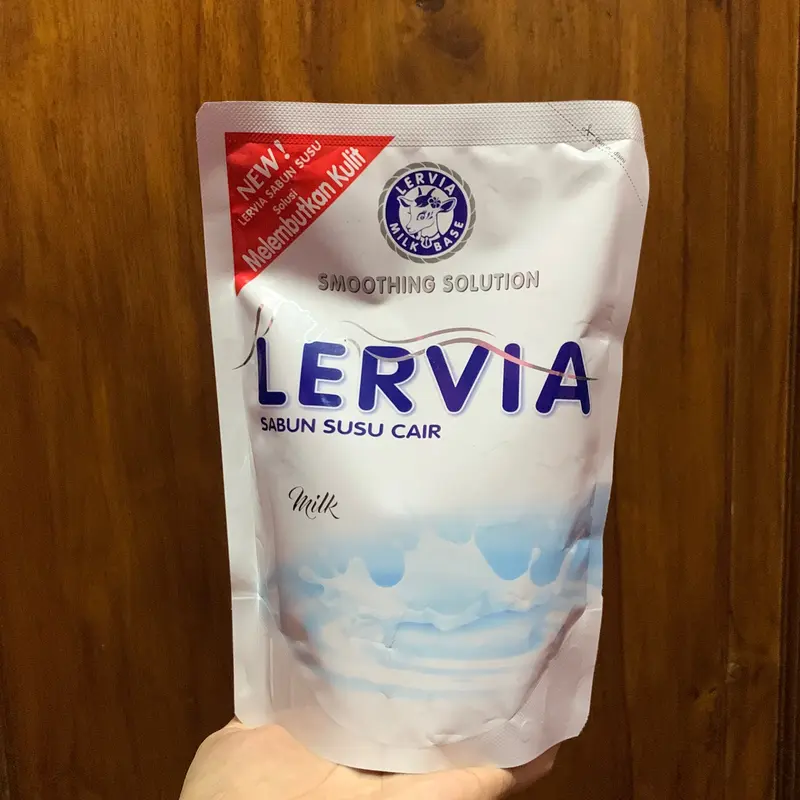 NEW!
LERVIA SABUN SUSU
Solusi
Melembutkan Kulit
LERVIA
MILK BASE
SMOOTHING SOLUTION
LERVIA
SABUN SUSU CAIR
Milk